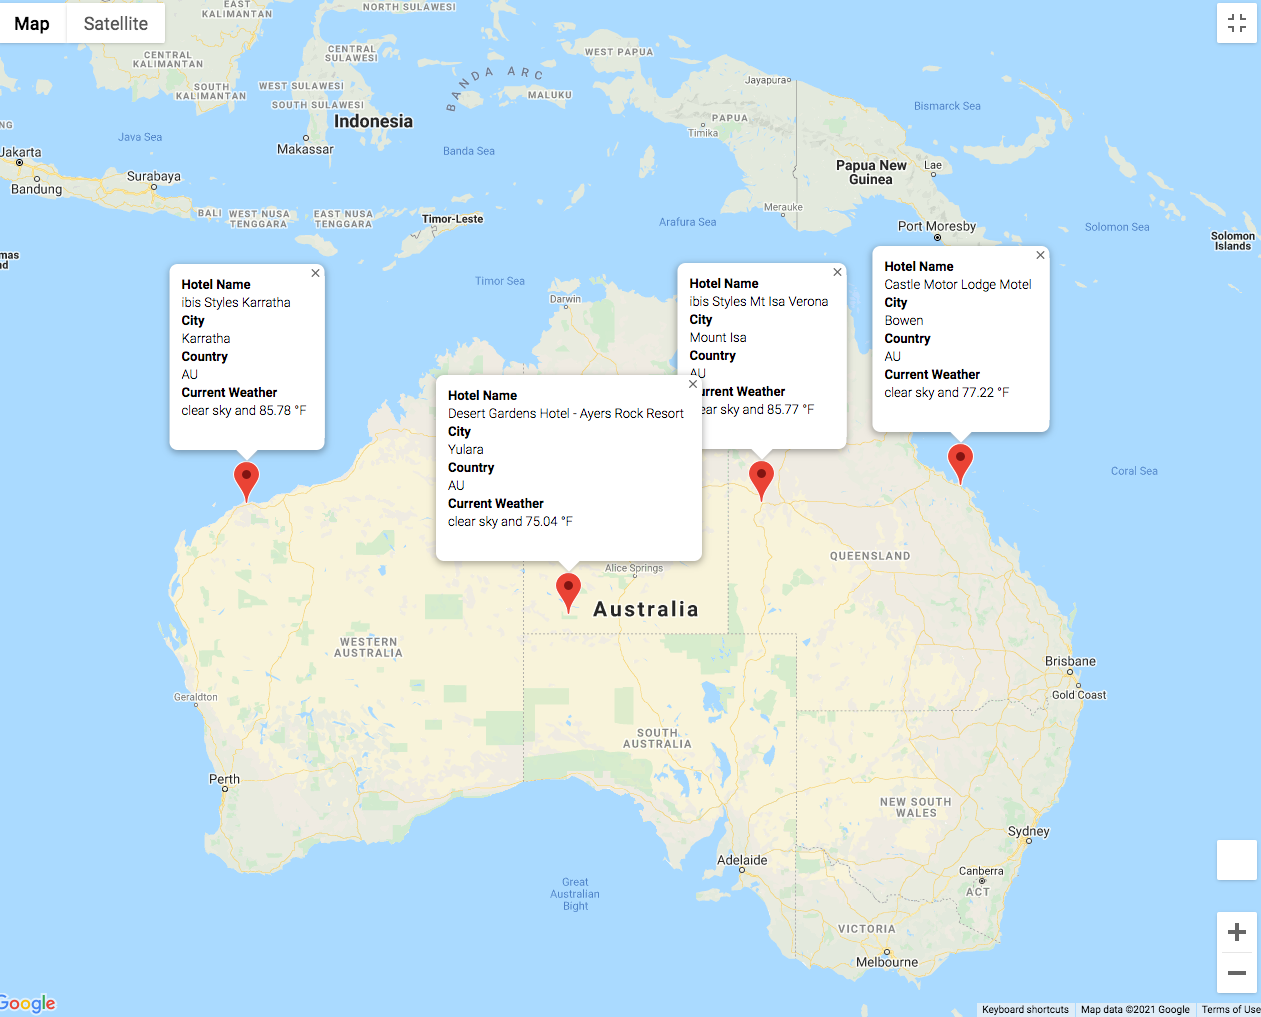 Map
Satellite
EAST
KALIMANTAN
NORTH SULAWESI
CENTRAL
KALIMANTAN
CENTRAL
SULAWESI
WEST PAPUA
SOUTH
KALIMANTAN
WEST SULAWESI
SOUTH SULAWESI
BANDA ARC
MALUKU
Jayapura
Bismarck Sea
PAPUA
Timika
NG
Java Sea
Indonesia
Makassar
Banda Sea
Jakarta
Bandung
Surabaya
Papua New
Guinea
Lae
BALI
WEST NUSA
TENGGARA
EAST NUSA
TENGGARA
Timor-Leste
Arafura Sea
Merauke
Port Moresby
Solomon Sea
Solomon
Islands
mas
nd
Timor Sea
Darwin
Hotel Name
ibis Styles Karratha
City
Karratha
Country
AU
Current Weather
clear sky and 85.78 °F
Hotel Name
Desert Gardens Hotel - Ayers Rock Resort
City
Yulara
Country
AU
Current Weather
clear sky and 75.04 °F
Hotel Name
ibis Styles Mt Isa Verona
City
Mount Isa
Country
AU
urrent Weather
ear sky and 85.77 °F
Hotel Name
Castle Motor Lodge Motel
City
Bowen
Country
AU
Current Weather
clear sky and 77.22 °F
Coral Sea
QUEENSLAND
Alice Springs
Australia
WESTERN
AUSTRALIA
Brisbane
Gold Coast
Geraldton
SOUTH
AUSTRALIA
Perth
NEW SOUTH
WALES
Sydney
Adelaide
Canberra
ACT
Great
Australian
Bight
VICTORIA
Melbourne
Google
Keyboard shortcuts
Map data ©2021 Google
Terms of Use